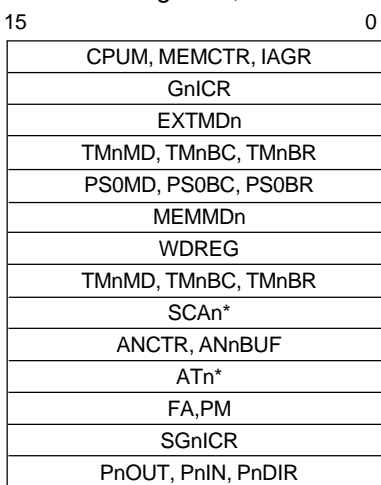 15 0
CPUM, MEMCTR, IAGR
GnICR
EXTMDn
TMnMD, TMnBC, TMnBR
PS0MD, PS0BC, PS0BR
MEMMDn
WDREG
TMnMD, TMnBC, TMnBR
SCAn*
ANCTR, ANnBUF
ATn*
FA,PM
SGnICR
PnOUT, PnIN, PnDIR